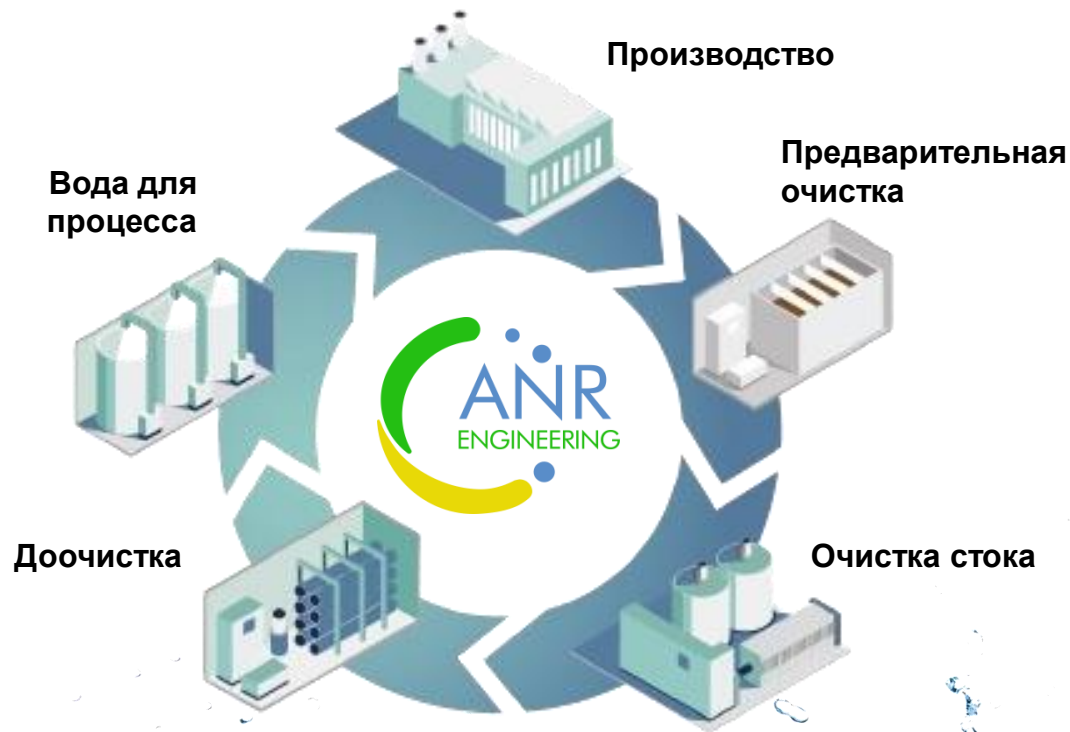 Производство
Предварительная
очистка
Вода для
процесса
ANR
ENGINEERING
Доочистка
Очистка стока